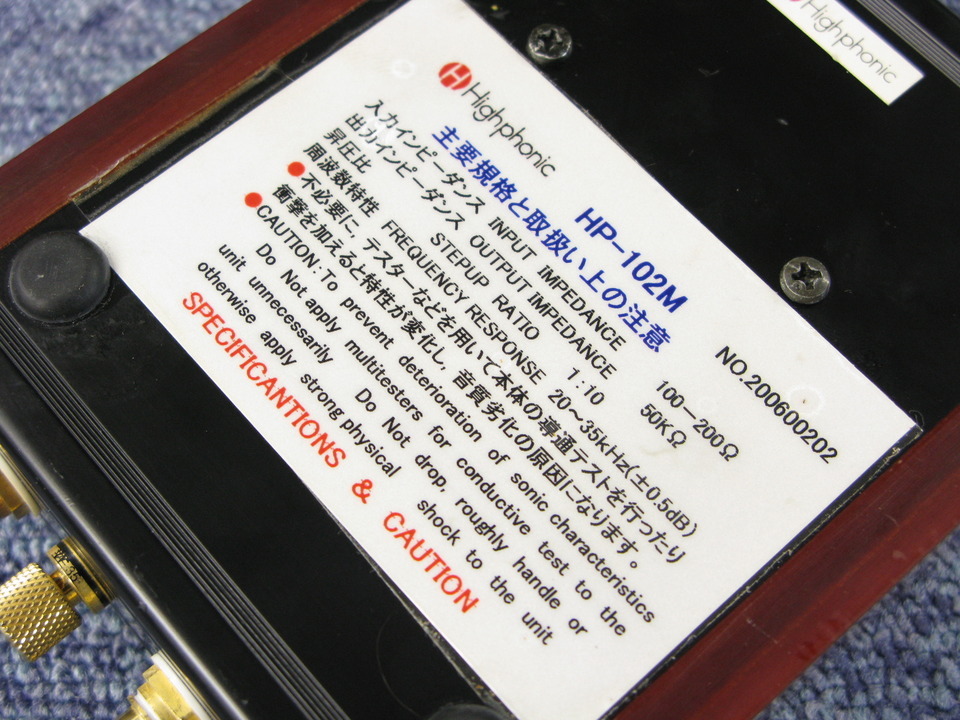 Highphonic
Highphonic
HP-102M
NO.200600202
主要規格と取扱い上の注意
入力インピーダンス INPUT IMPEDANCE 100—200Ω
出力インピーダンス OUTPUT IMPEDANCE 50KΩ
昇圧比 STEPUP RATIO 1:10
周波数特性 FREQUENCY RESPONSE 20～35kHz(±0.5dB)
●不必要に，テスターなどを用いて本体の導通テストを行ったり
衝撃を加えると特性が変化し，音質劣化の原因になります。
●CAUTION:To prevent deterioration of sonic characteristics
Do Not apply multitesters for conductive test to the
unit unnecessarily Do Not drop, roughly handle or
otherwise apply strong physical shock to the unit
SPECIFICANTIONS & CAUTION